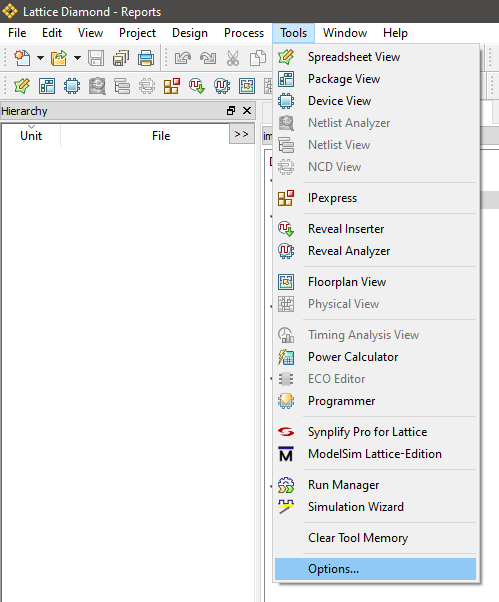 Lattice Diamond - Reports
File Edit View Project Design Process Tools Window Help
Hierarchy
Unit File >>
im
Spreadsheet View
Package View
Device View
Netlist Analyzer
Netlist View
NCD View
IPexpress
Reveal Inserter
Reveal Analyzer
Floorplan View
Physical View
Timing Analysis View
Power Calculator
ECO Editor
Programmer
Synplify Pro for Lattice
ModelSim Lattice-Edition
Run Manager
Simulation Wizard
Clear Tool Memory
Options...